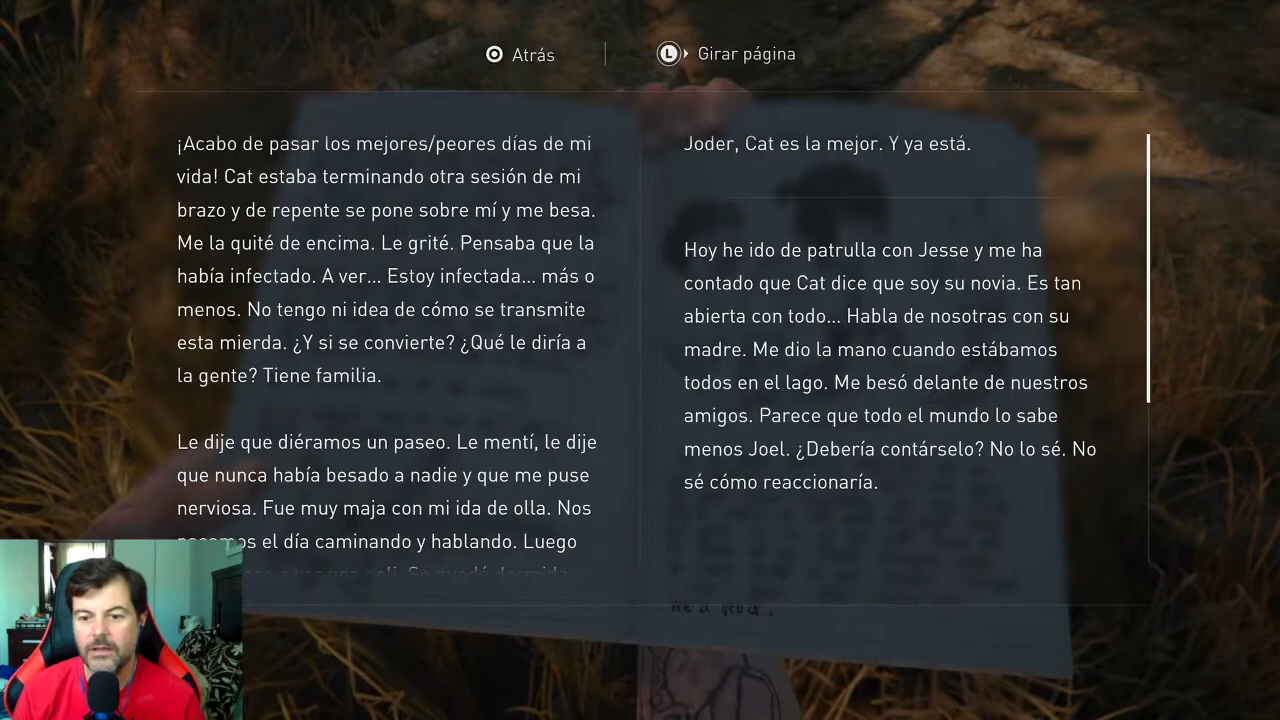 Atrás
L Girar página
¡Acabo de pasar los mejores/peores días de mi
vida! Cat estaba terminando otra sesión de mi
brazo y de repente se pone sobre mí y me besa.
Me la quité de encima. Le grité. Pensaba que la
había infectado. A ver... Estoy infectada... más o
menos. No tengo ni idea de cómo se transmite
esta mierda. ¿Y si se convierte? ¿Qué le diría a
la gente? Tiene familia.
Le dije que diéramos un paseo. Le mentí, le dije
que nunca había besado a nadie y que me puse
nerviosa. Fue muy maja con mi ida de olla. Nos
pasamos el día caminando y hablando. Luego
a ver una peli. Se quedó dormida
Joder, Cat es la mejor. Y ya está.
Hoy he ido de patrulla con Jesse y me ha
contado que Cat dice que soy su novia. Es tan
abierta con todo... Habla de nosotras con su
madre. Me dio la mano cuando estábamos
todos en el lago. Me besó delante de nuestros
amigos. Parece que todo el mundo lo sabe
menos Joel. ¿Debería contárselo? No lo sé. No
sé cómo reaccionaría.